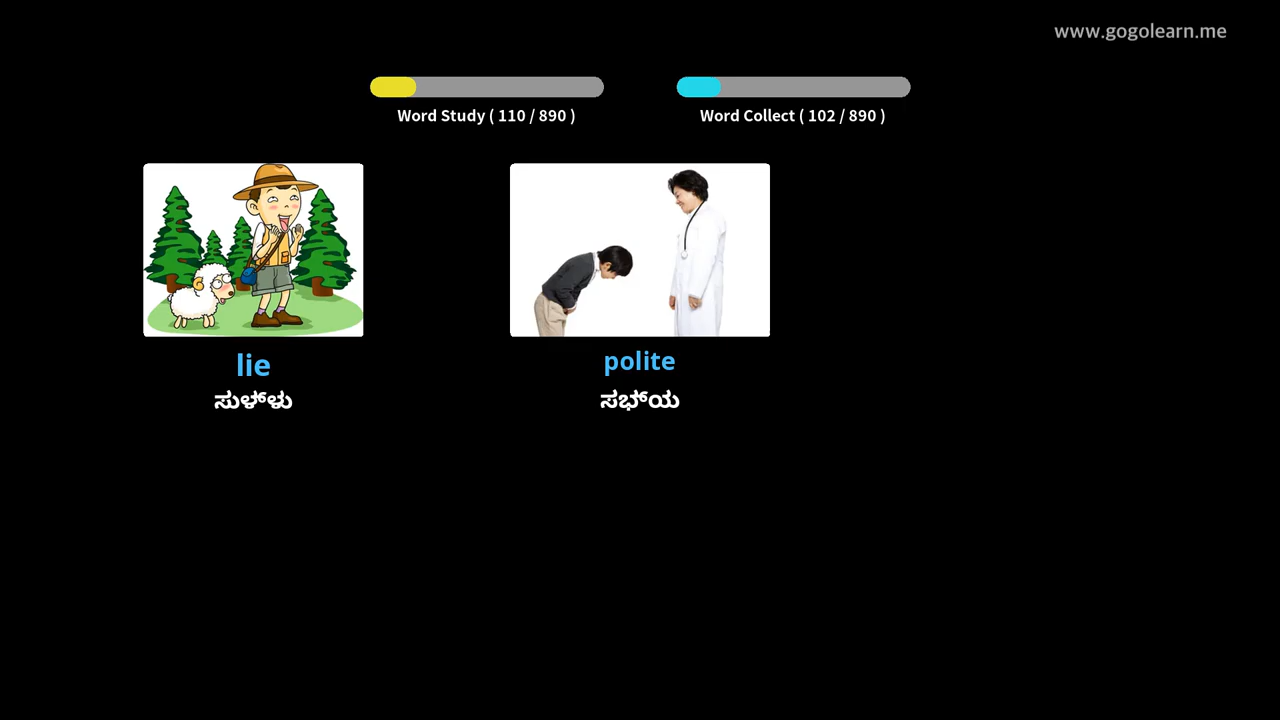 www.gogolearn.me
Word Study ( 110 / 890 )
Word Collect ( 102 / 890 )
lie
ಸುಳ್‌ಳು
polite
ಸಭ್‌ಯ